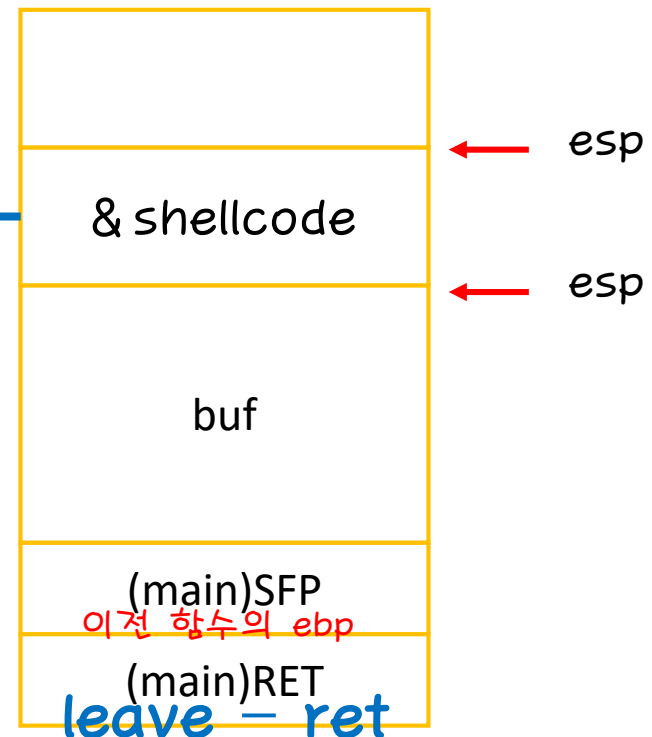 esp
& shellcode
esp
buf
(main)SFP
이전 함수의 ebp
(main)RET
leave – ret